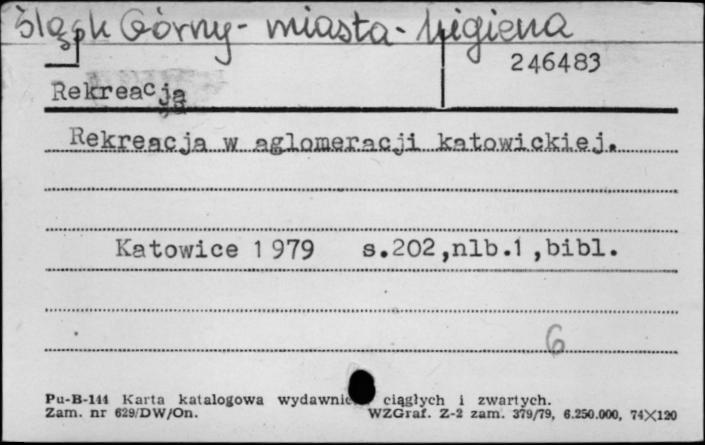 Śląsk Górny - miasta - higiena
246483
Rekreacja
Rekreacja w aglomeracji katowickiej.
Katowice 1979 s.202,nlb.1,bibl.
6
Pu-B-144 Karta katalogowa ciągłych i zwartych.
Zam. nr 629/DW/On. WZGraf. Z-2 zam. 379/79, 6.250.000, 74X120